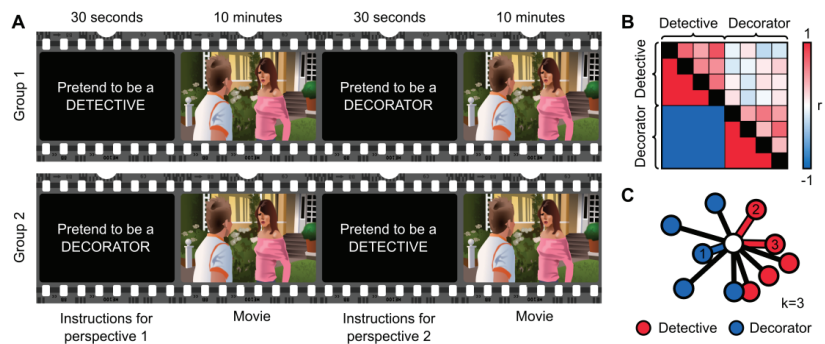 A
30 seconds
10 minutes
30 seconds
10 minutes
Group 1
Pretend to be a
DETECTIVE
Pretend to be a
DECORATOR
Group 2
Pretend to be a
DECORATOR
Pretend to be a
DETECTIVE
Instructions for
perspective 1
Movie
Instructions for
perspective 2
Movie
B
Detective
Decorator
Detective
Decorator
1
r
-1
C
2
3
1
k=3
Detective
Decorator